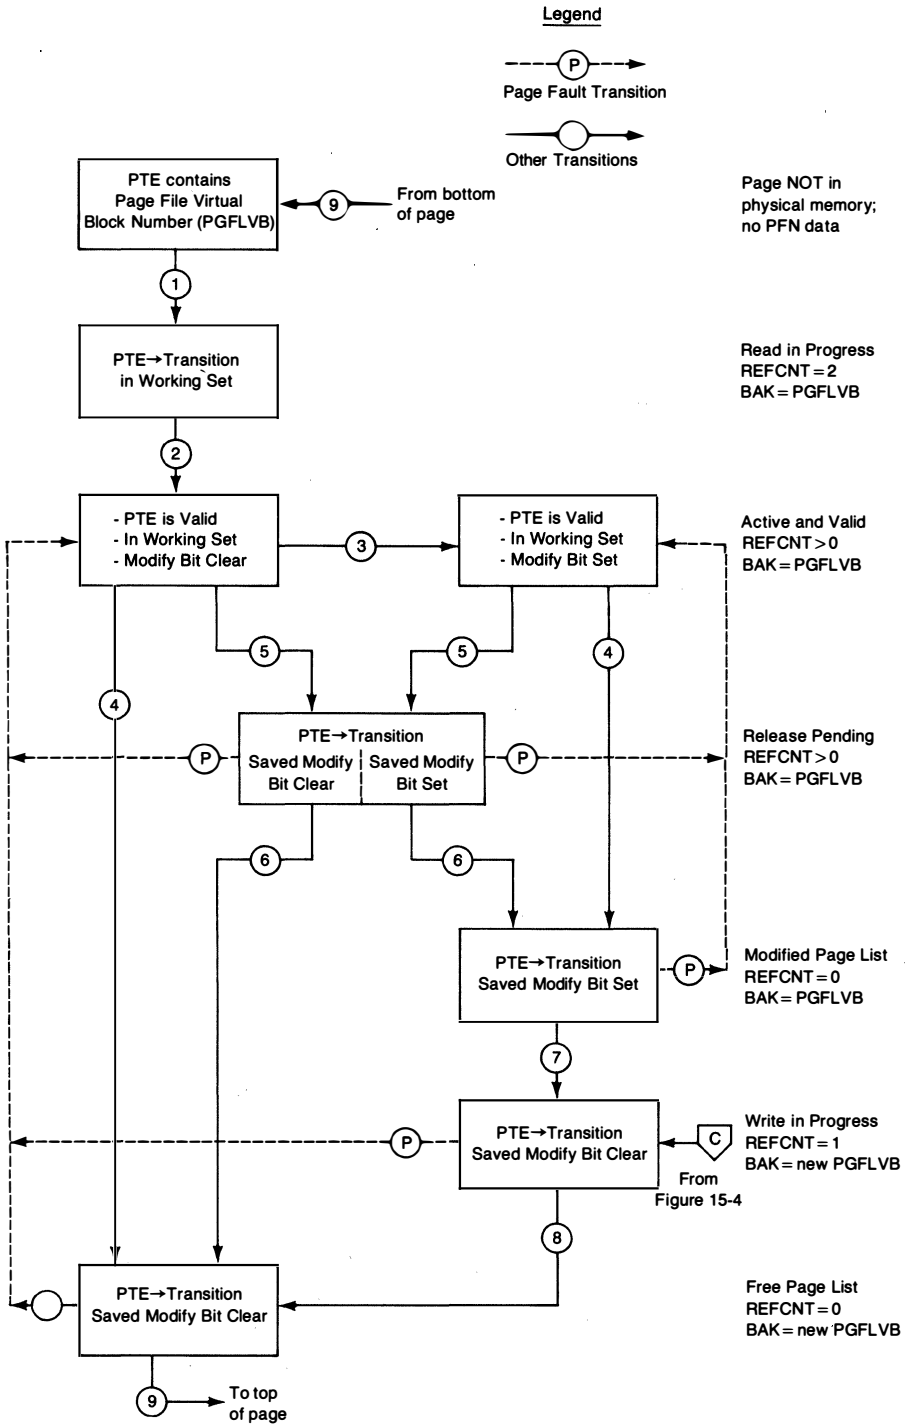 Legend
P
Page Fault Transition
Other Transitions
PTE contains
Page File Virtual
Block Number (PGFLVB)
9
From bottom
of page
Page NOT in
physical memory;
no PFN data
1
PTE→Transition
in Working Set
Read in Progress
REFCNT=2
BAK=PGFLVB
2
- PTE is Valid
- In Working Set
- Modify Bit Clear
3
- PTE is Valid
- In Working Set
- Modify Bit Set
Active and Valid
REFCNT>0
BAK=PGFLVB
5
5
4
4
PTE→Transition
Saved Modify
Bit Clear
Saved Modify
Bit Set
P
P
Release Pending
REFCNT>0
BAK=PGFLVB
6
6
PTE→Transition
Saved Modify Bit Set
P
Modified Page List
REFCNT=0
BAK=PGFLVB
7
P
PTE→Transition
Saved Modify Bit Clear
C
From
Figure 15-4
Write in Progress
REFCNT=1
BAK=new PGFLVB
8
PTE→Transition
Saved Modify Bit Clear
Free Page List
REFCNT=0
BAK=new PGFLVB
9
To top
of page